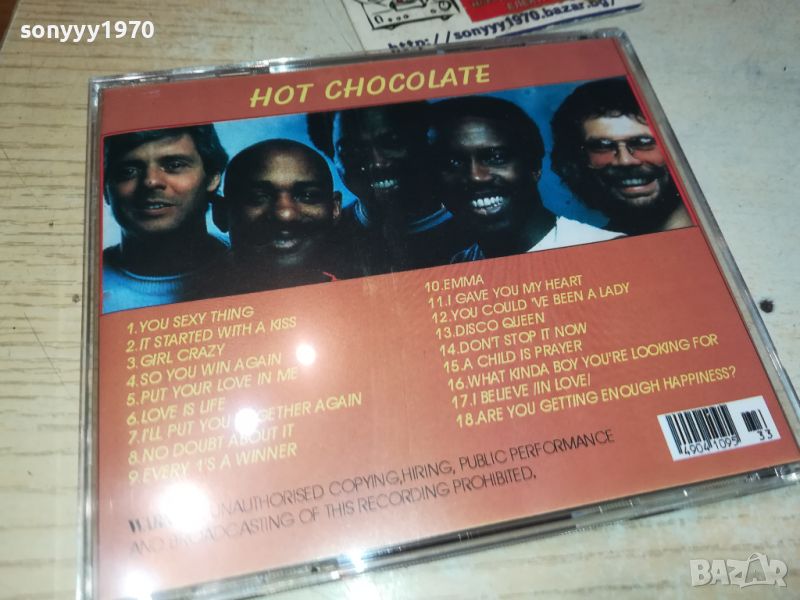 sonyyy1970
http://sonyyy1970.bazar.bg/
HOT CHOCOLATE
1.YOU SEXY THING
2.IT STARTED WITH A KISS
3.GIRL CRAZY
4.SO YOU WIN AGAIN
5.PUT YOUR LOVE IN ME
6.LOVE IS LIFE
7.I'LL PUT YOU TOGETHER AGAIN
8.NO DOUBT ABOUT IT
9.EVERY 1'S A WINNER
10.EMMA
11.I GAVE YOU MY HEART
12.YOU COULD 'VE BEEN A LADY
13.DISCO QUEEN
14.DON'T STOP IT NOW
15.A CHILD IS PRAYER
16.WHAT KINDA BOY YOU'RE LOOKING FOR
17.I BELIEVE /IN LOVE/
18.ARE YOU GETTING ENOUGH HAPPINESS?
49041095 33
UNAUTHORISED COPYING,HIRING, PUBLIC PERFORMANCE
AND BROADCASTING OF THIS RECORDING PROHIBITED.
BAZAR
sonyyy1970